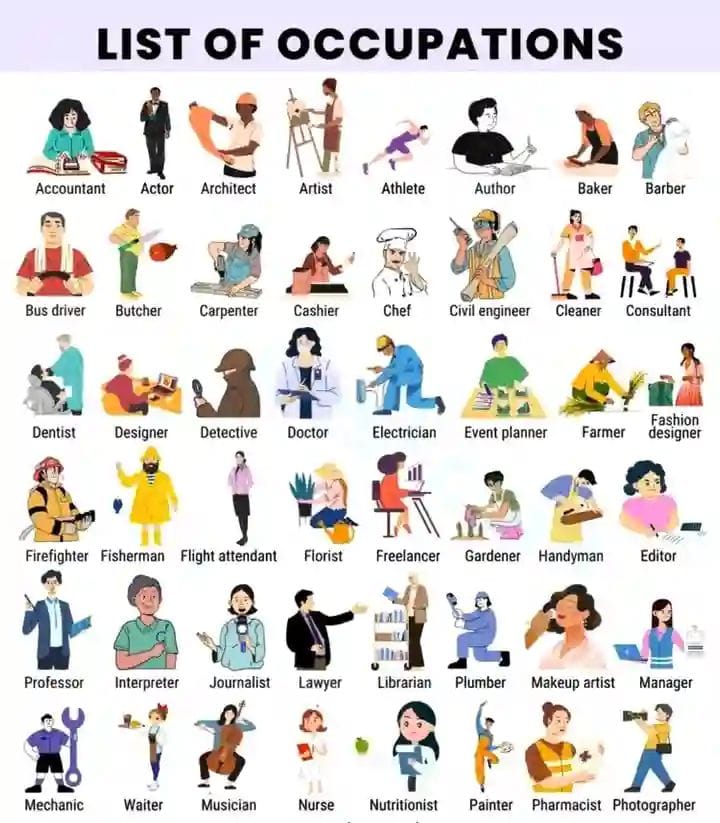 LIST OF OCCUPATIONS
Accountant Actor Architect Artist Athlete Author Baker Barber
Bus driver Butcher Carpenter Cashier Chef Civil engineer Cleaner Consultant
Dentist Designer Detective Doctor Electrician Event planner Farmer Fashion designer
Firefighter Fisherman Flight attendant Florist Freelancer Gardener Handyman Editor
Professor Interpreter Journalist Lawyer Librarian Plumber Makeup artist Manager
Mechanic Waiter Musician Nurse Nutritionist Painter Pharmacist Photographer